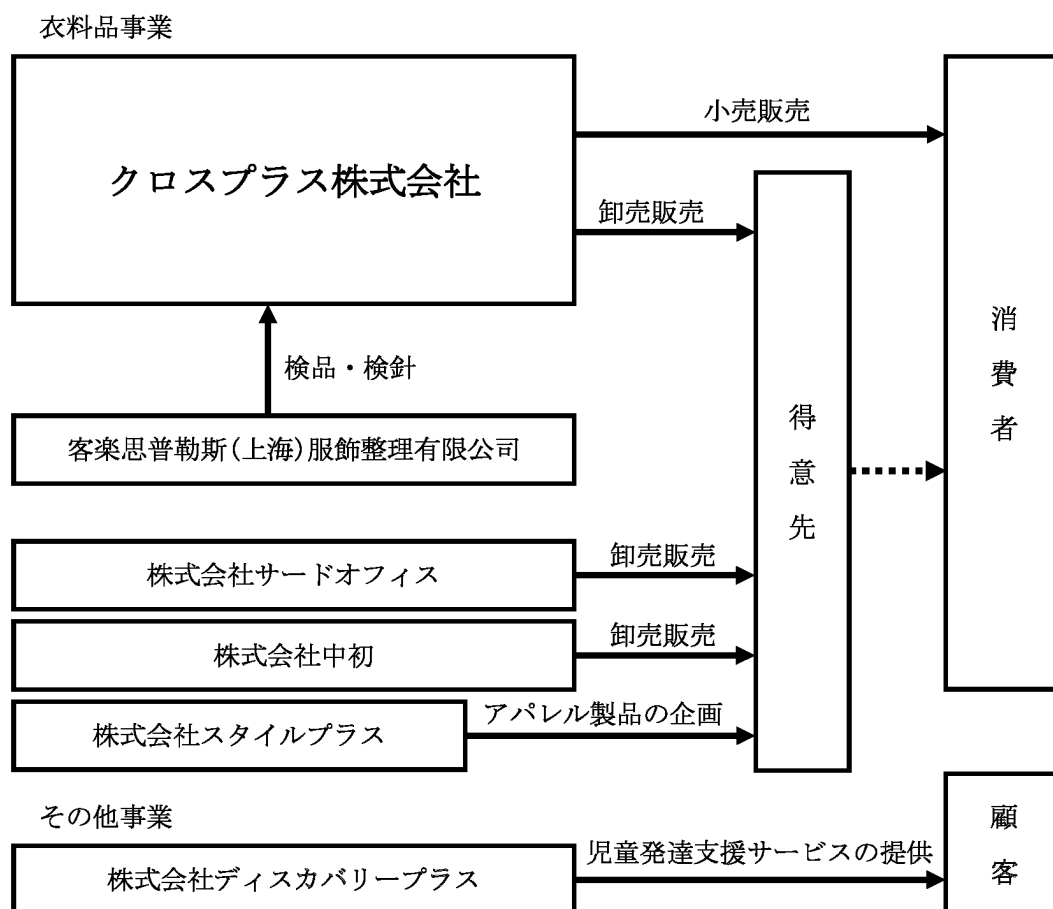 衣料品事業
クロスプラス株式会社
小売販売
卸売販売
検品・検針
客楽思普勒斯(上海)服飾整理有限公司
得意先
消費者
株式会社サードオフィス
卸売販売
株式会社中初
卸売販売
株式会社スタイルプラス
アパレル製品の企画
その他事業
株式会社ディスカバリープラス
児童発達支援サービスの提供
顧客